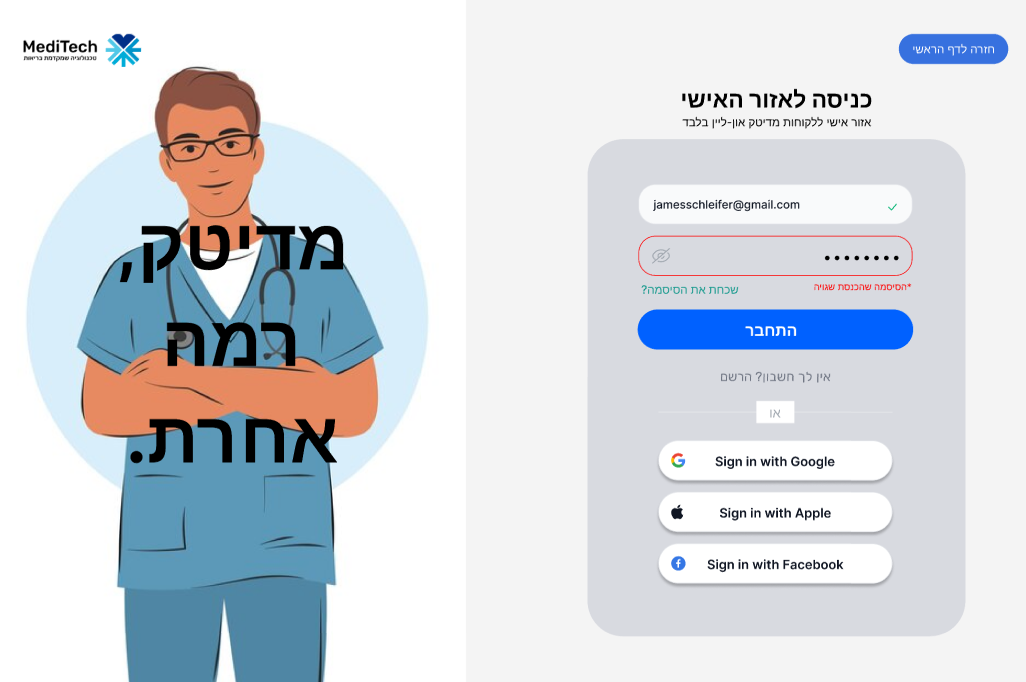 MediTech
טכנולוגיה שמקדמת בריאות
מדיטק,
רמה
אחרת.
חזרה לדף הראשי
כניסה לאזור האישי
אזור אישי ללקוחות מדיטק און-ליין בלבד
jamesschleifer@gmail.com
*הסיסמה שהכנסת שגויה
שכחת את הסיסמה?
התחבר
אין לך חשבון? הרשם
או
Sign in with Google
Sign in with Apple
Sign in with Facebook